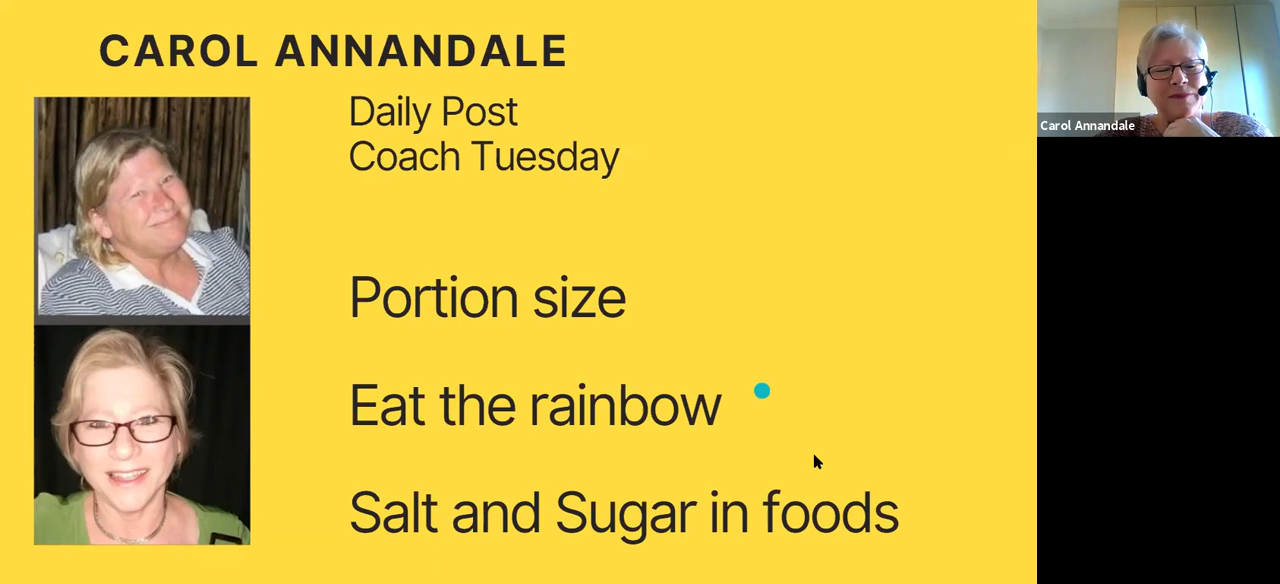 CAROL ANNANDALE
Daily Post
Coach Tuesday
Portion size
Eat the rainbow
Salt and Sugar in foods
Carol Annandale